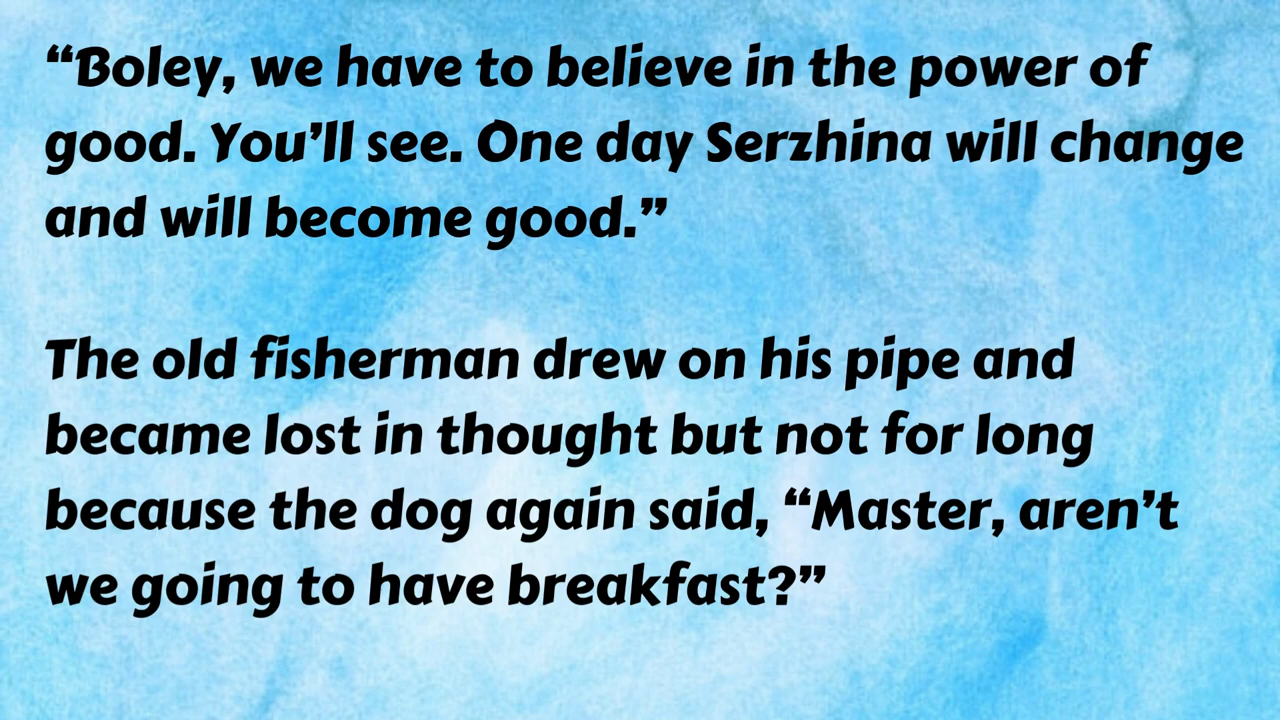 “Boley, we have to believe in the power of
good. You’ll see. One day Serzhina will change
and will become good.”
The old fisherman drew on his pipe and
became lost in thought but not for long
because the dog again said, “Master, aren’t
we going to have breakfast?”